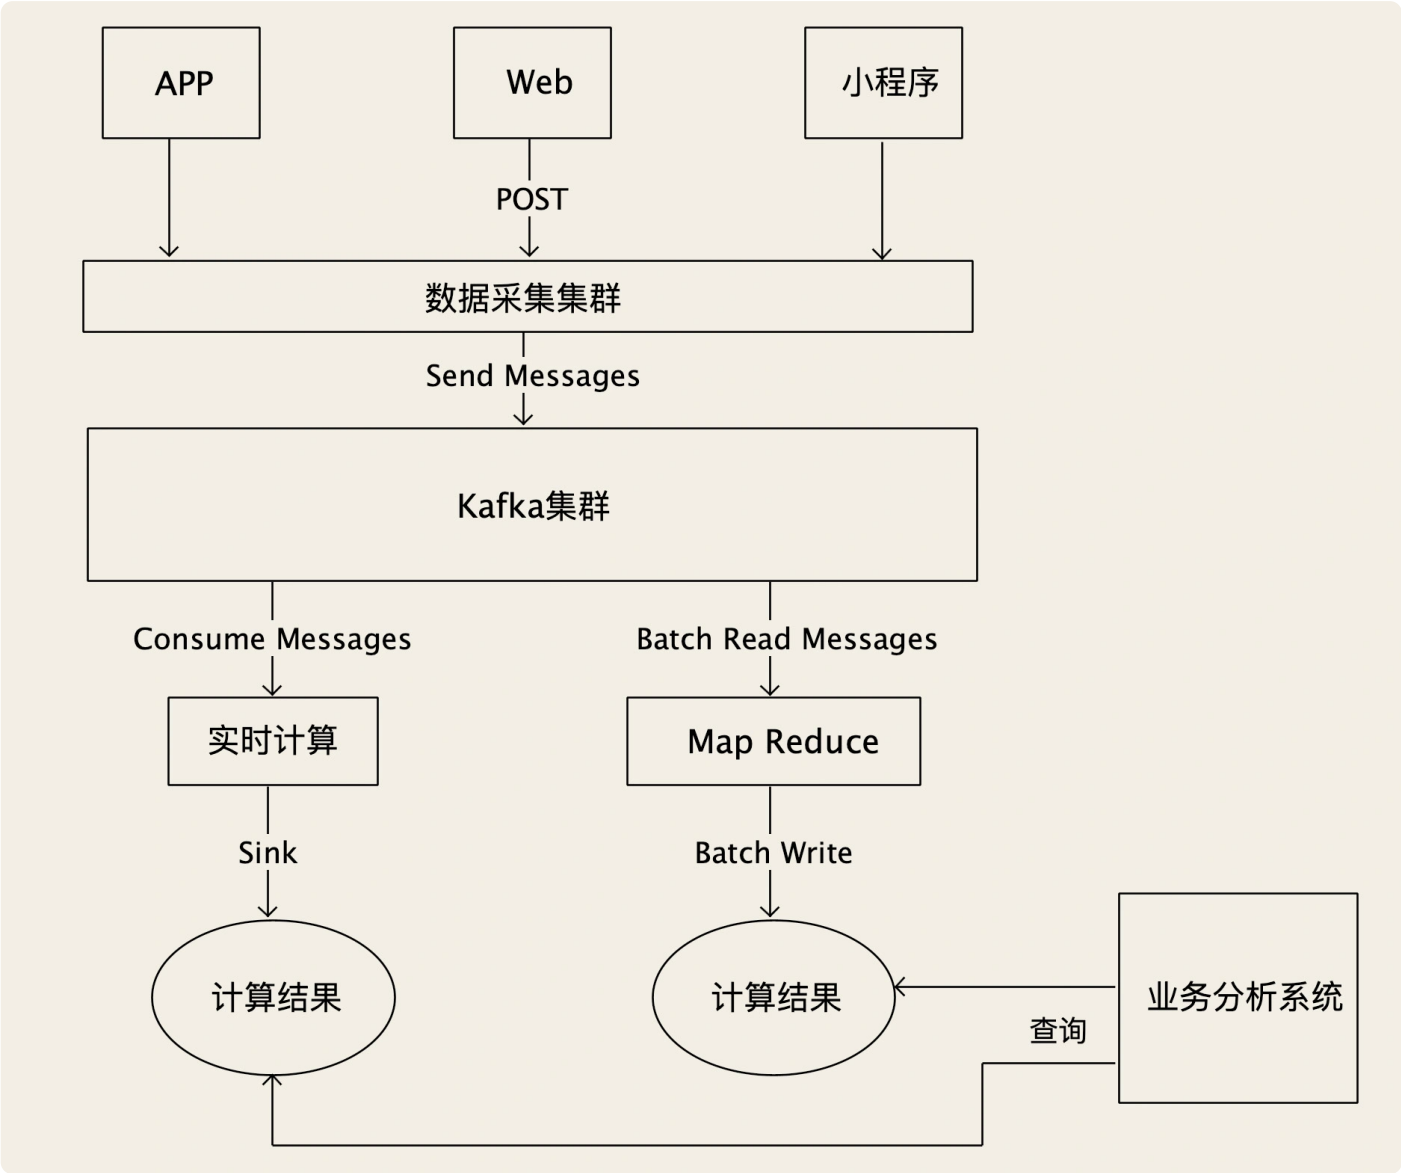 APP
Web
小程序
POST
数据采集集群
Send Messages
Kafka集群
Consume Messages
Batch Read Messages
实时计算
Map Reduce
Sink
Batch Write
计算结果
计算结果
业务分析系统
查询